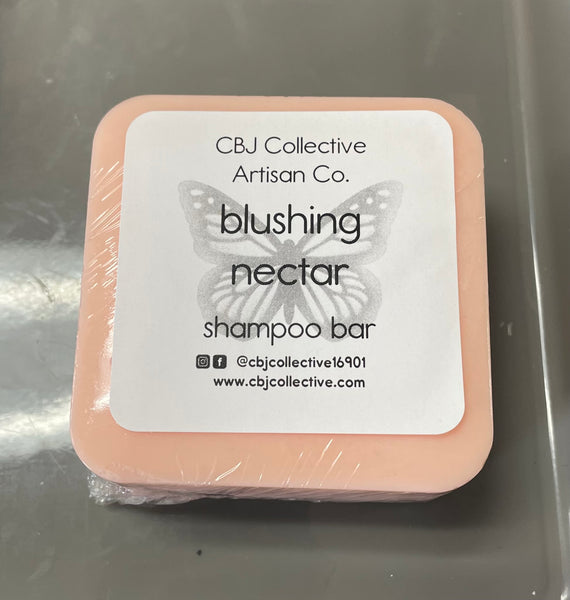 CBJ Collective
Artisan Co.
blushing
nectar
shampoo bar
@cbjcollective16901
www.cbjcollective.com